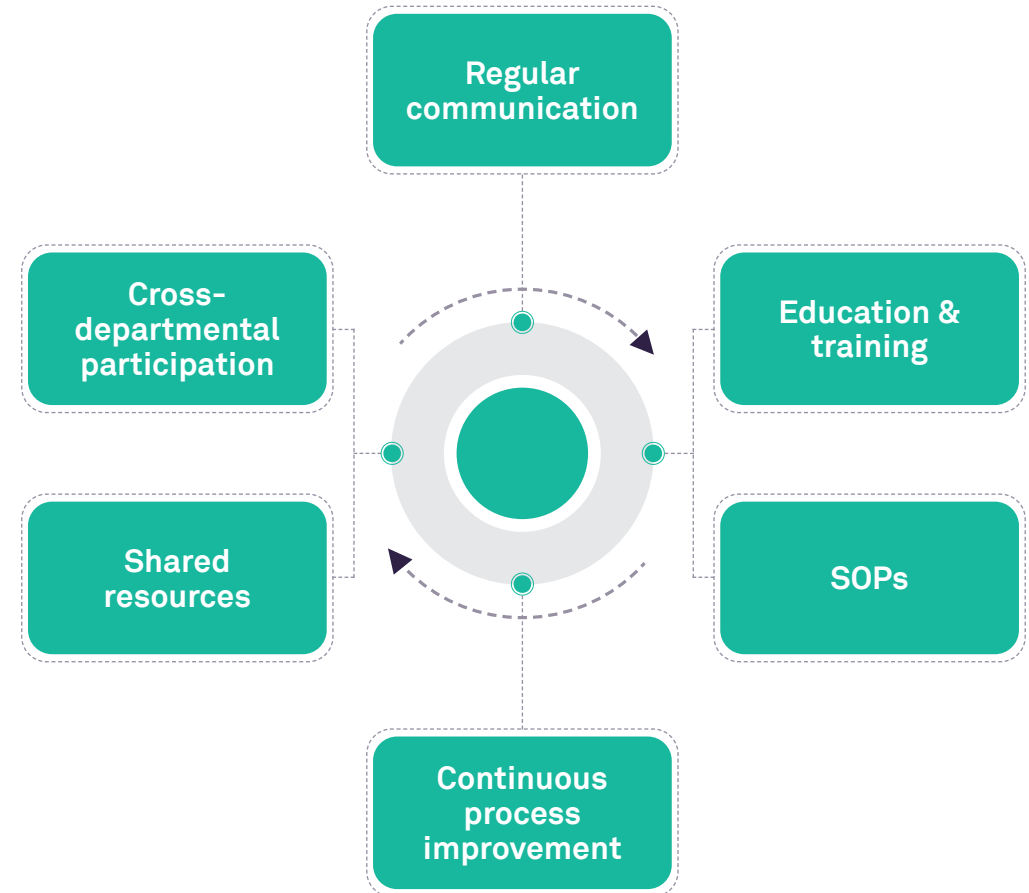 Regular
communication
Cross-
departmental
participation
Education &
training
Shared
resources
SOPs
Continuous
process
improvement